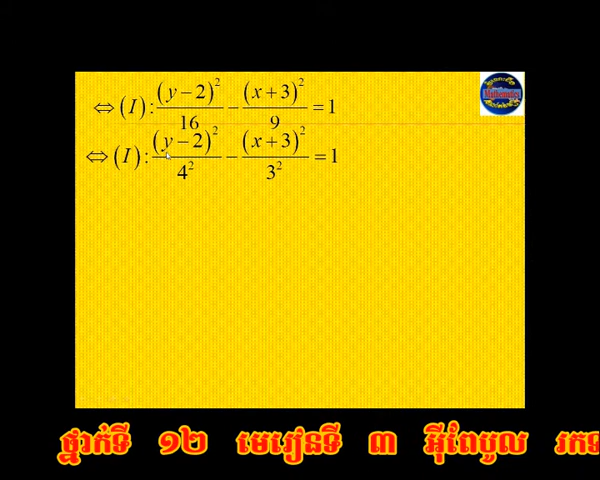 ⇔ (I) : (y − 2)² / 16 − (x + 3)² / 9 = 1
⇔ (I) : (y − 2)² / 4² − (x + 3)² / 3² = 1
ថ្នាក់ទី ១២ មេរៀនទី ៣ អ៊ីពែបូល